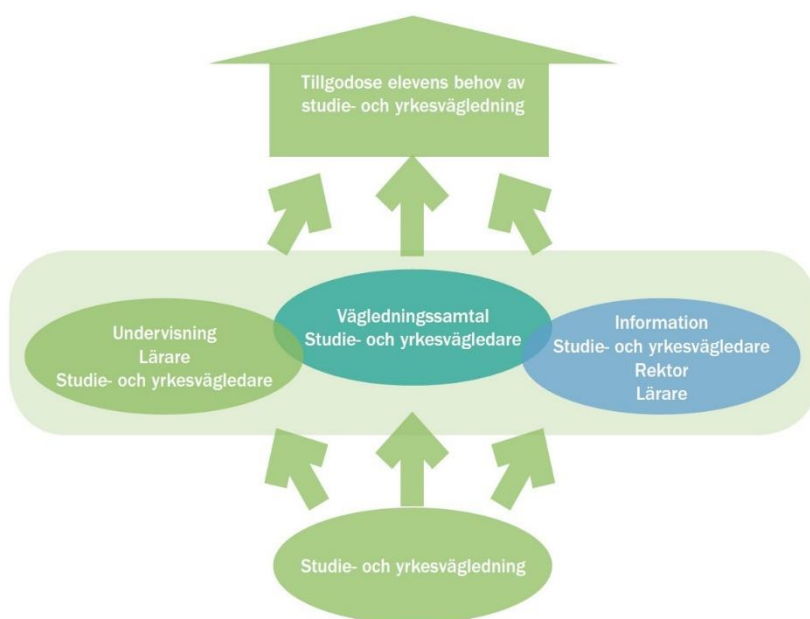 Tillgodose elevens behov av
studie- och yrkesvägledning
Vägledningssamtal
Studie- och yrkesvägledare
Undervisning
Lärare
Studie- och yrkesvägledare
Information
Studie- och yrkesvägledare
Rektor
Lärare
Studie- och yrkesvägledning